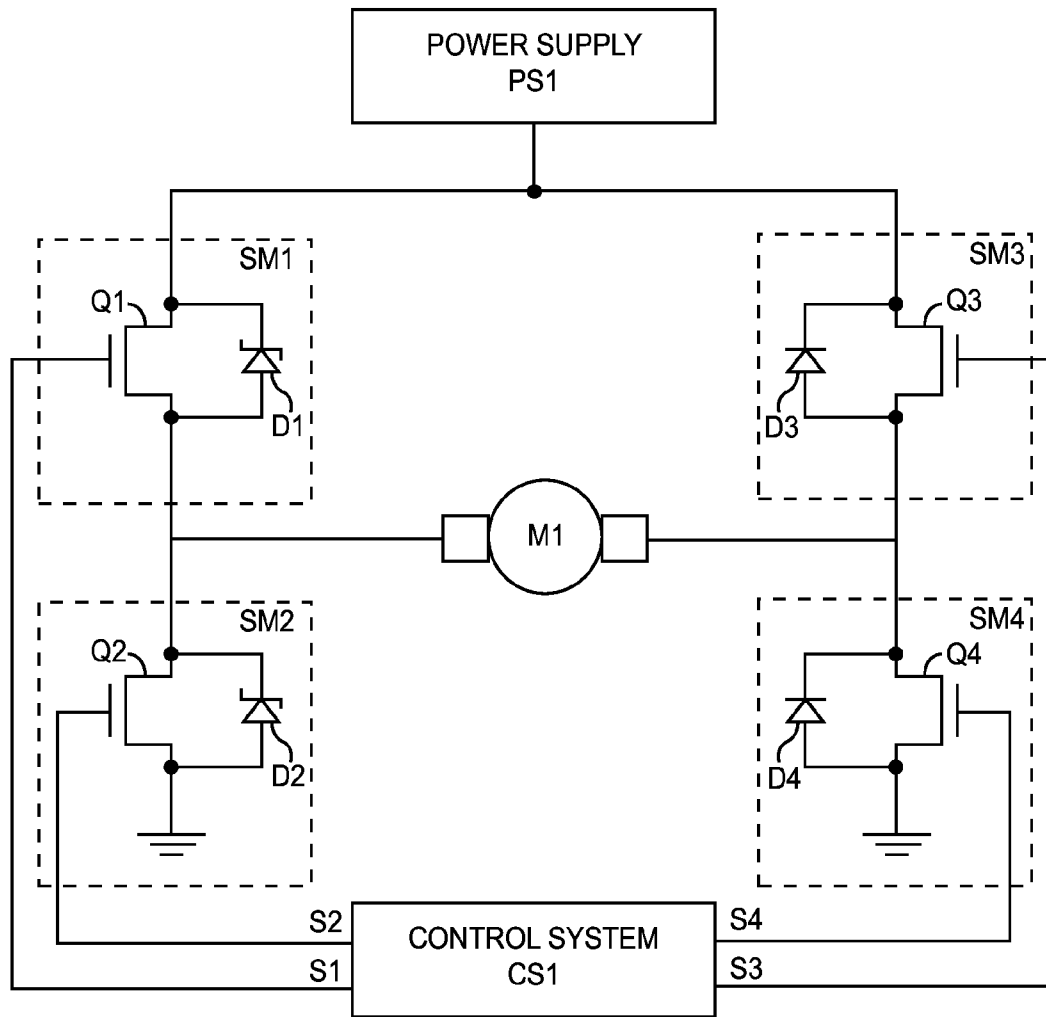 POWER SUPPLY
PS1
SM1
SM3
Q1
Q3
D1
D3
M1
SM2
SM4
Q2
Q4
D2
D4
S2
S4
CONTROL SYSTEM
CS1
S1
S3